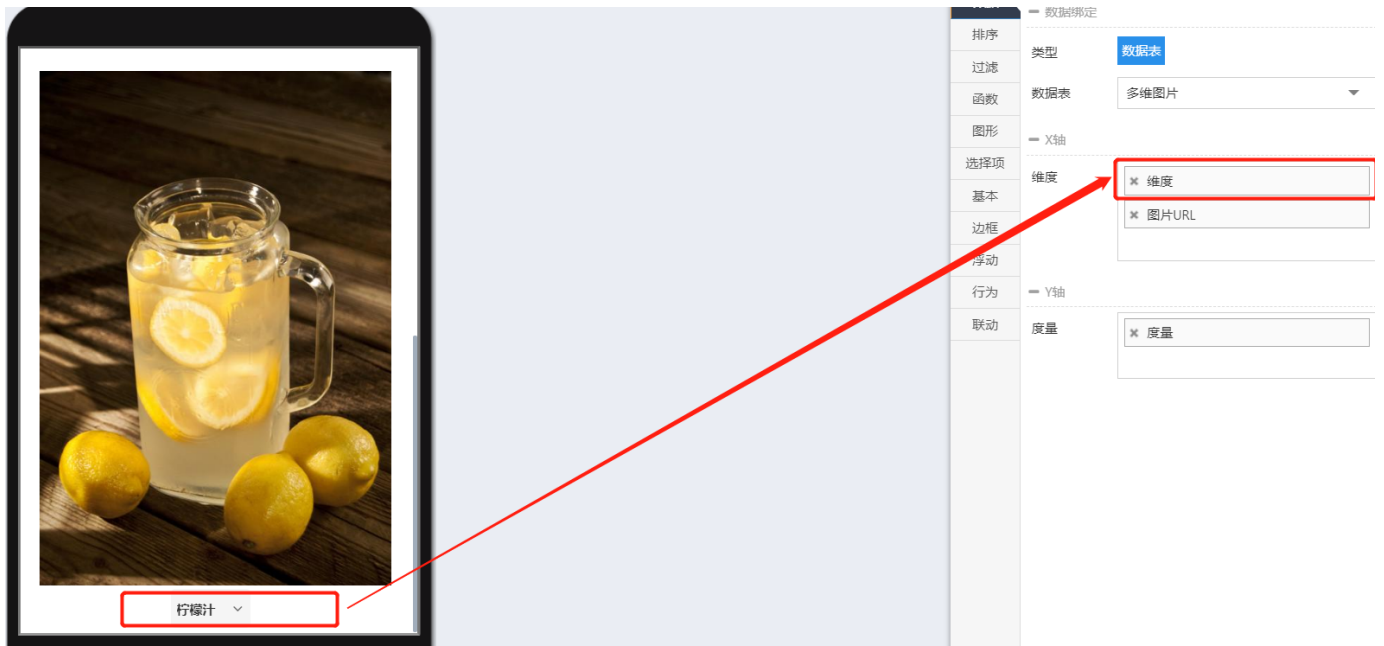 数据绑定
排序
类型
数据表
过滤
函数
数据表
多维图片
图形
X轴
选择项
维度
维度
基本
图片URL
边框
浮动
行为
Y轴
联动
度量
度量
柠檬汁